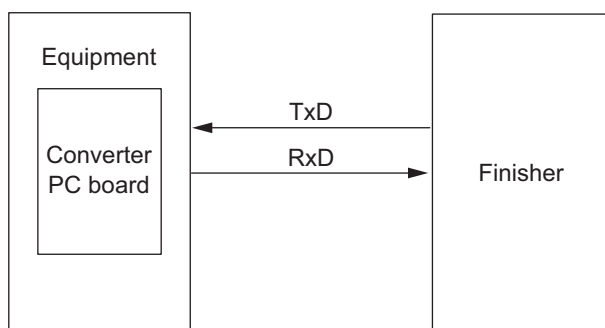 Equipment
Converter
PC board
TxD
RxD
Finisher